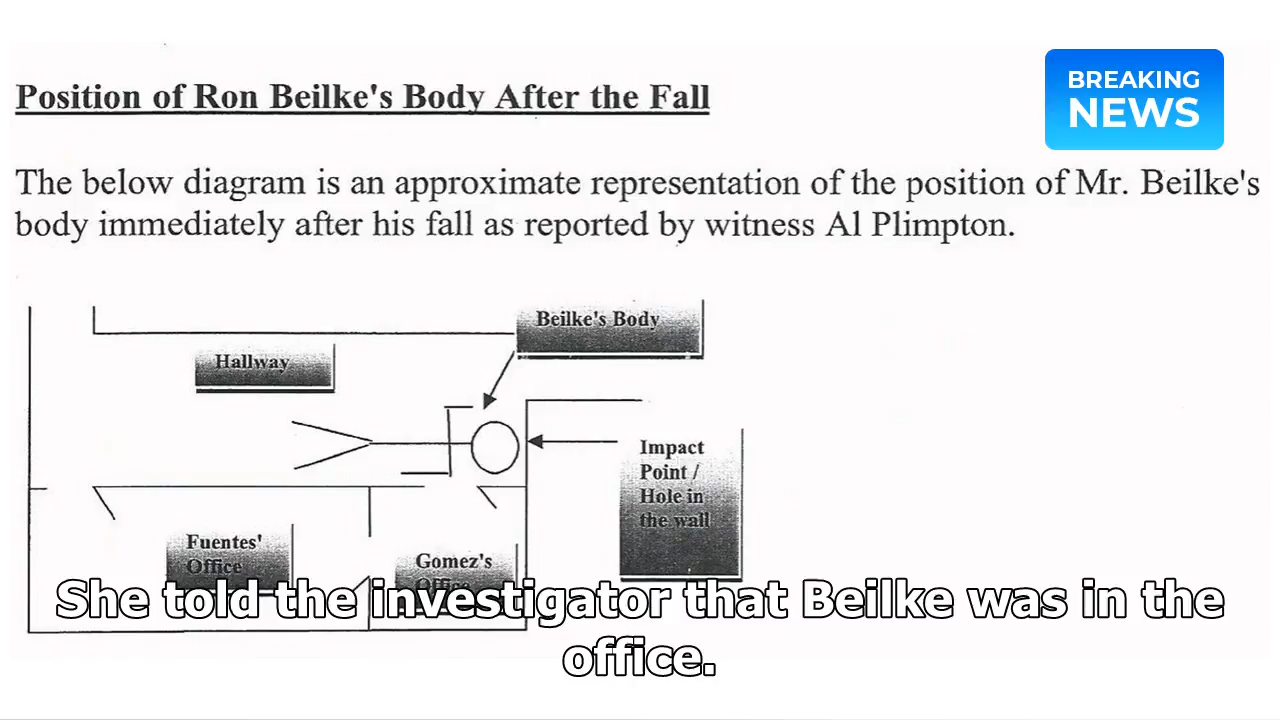 BREAKING
NEWS
Position of Ron Beilke's Body After the Fall
The below diagram is an approximate representation of the position of Mr. Beilke's
body immediately after his fall as reported by witness Al Plimpton.
Beilke's Body
Hallway
Impact
Point /
Hole in
the wall
Fuentes'
Office
Gomez's
Office
She told the investigator that Beilke was in the
office.